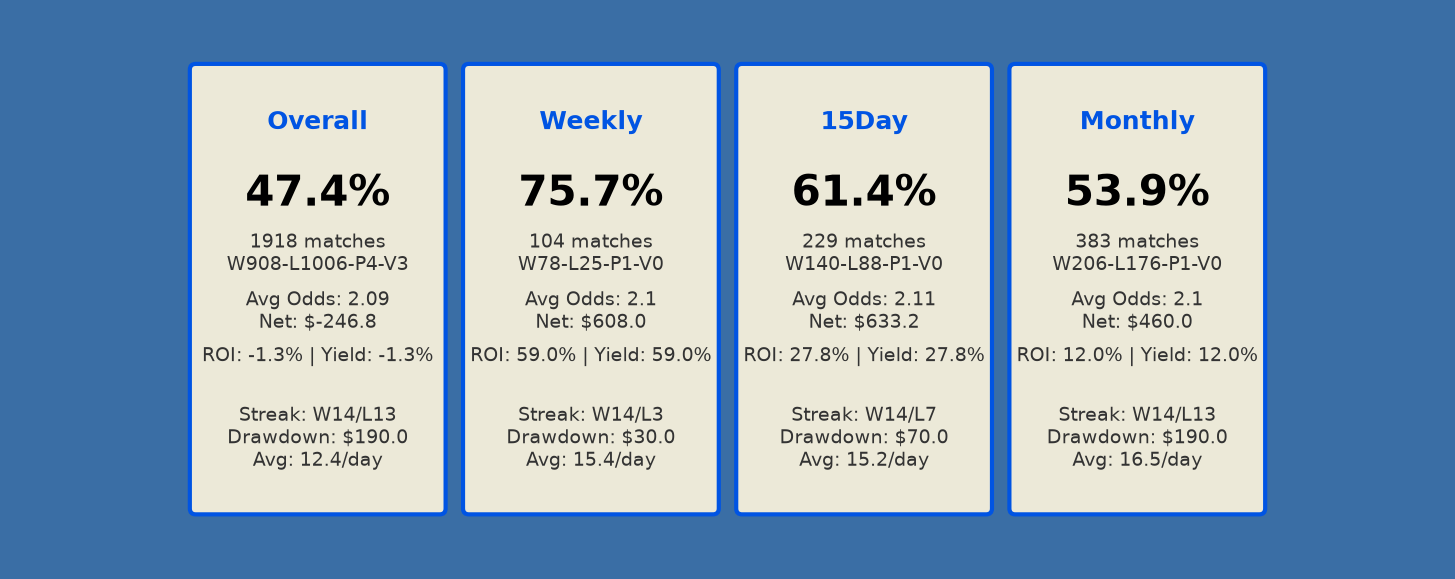 Overall
47.4%
1918 matches
W908-L1006-P4-V3
Avg Odds: 2.09
Net: $-246.8
ROI: -1.3% | Yield: -1.3%
Streak: W14/L13
Drawdown: $190.0
Avg: 12.4/day
Weekly
75.7%
104 matches
W78-L25-P1-V0
Avg Odds: 2.1
Net: $608.0
ROI: 59.0% | Yield: 59.0%
Streak: W14/L3
Drawdown: $30.0
Avg: 15.4/day
15Day
61.4%
229 matches
W140-L88-P1-V0
Avg Odds: 2.11
Net: $633.2
ROI: 27.8% | Yield: 27.8%
Streak: W14/L7
Drawdown: $70.0
Avg: 15.2/day
Monthly
53.9%
383 matches
W206-L176-P1-V0
Avg Odds: 2.1
Net: $460.0
ROI: 12.0% | Yield: 12.0%
Streak: W14/L13
Drawdown: $190.0
Avg: 16.5/day